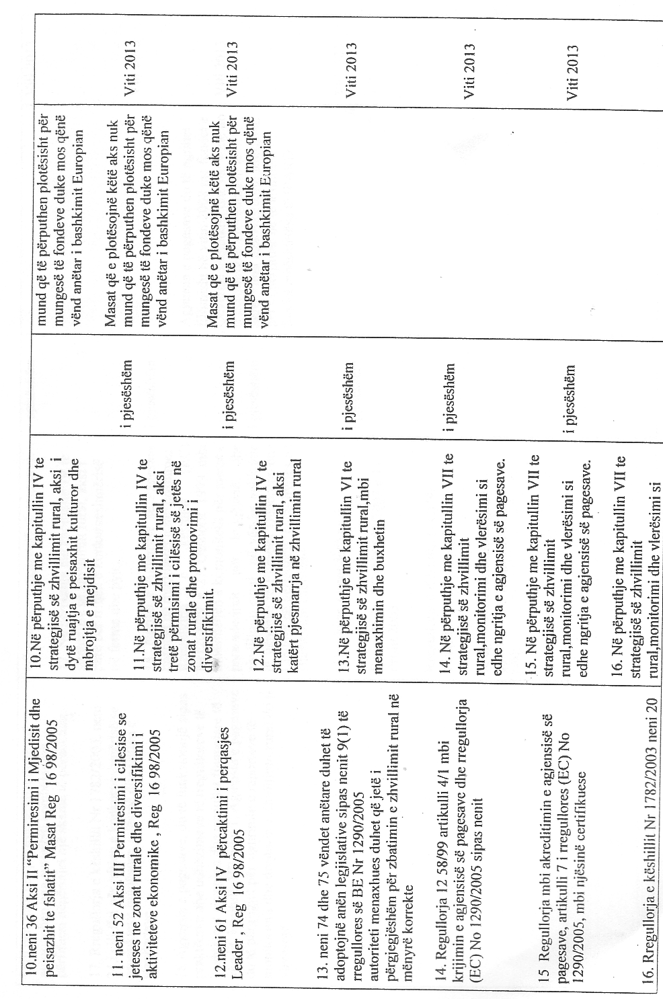 10.neni 36 Aksi II “Permiresimi i Mjedisit dhe
peisazhit te fshatit” Masat Reg 16 98/2005
11. neni 52 Aksi III Permiresimi i cilesise se
jeteses ne zonat rurale dhe diversifikimi i
aktiviteteve ekonomike , Reg 16 98/2005
12.neni 61 Aksi IV përcaktimi i perqasjes
Leader , Reg 16 98/2005
13. neni 74 dhe 75 vëndet anëtare duhet të
adoptojnë anën legjislative sipas nenit 9(1) të
rregullores së BE Nr 1290/2005
autoriteti menaxhues duhet që jetë i
përgjegjëshëm për zbatimin e zhvillimit rural në
mënyrë korrekte
14. Regullorja 12 58/99 artikulli 4/1 mbi
krijimin e agjensisë së pagesave dhe rregullorja
(EC) No 1290/2005 sipas nenit
15 Regullorja mbi akreditimin e agjensisë së
pagesave, artikulli 7 i rregullores (EC) No
1290/2005, mbi njësinë certifikuese
16. Rregullorja e këshillit Nr 1782/2003 neni 20
10.Në përputhje me kapitullin IV te
strategjisë së zhvillimit rural, aksi i
dytë ruajtja e peisaxhit kulturor dhe
mbrojtja e mejdisit
11.Në përputhje me kapitullin IV te
strategjisë së zhvillimit rural, aksi
tretë përmisimi i cilësisë së jetës në
zonat rurale dhe promovimi i
diversifikimit.
12.Në përputhje me kapitullin IV te
strategjisë së zhvillimit rural, aksi
katërt pjesmarrja në zhvillimin rural
13.Në përputhje me kapitullin VI te
strategjisë së zhvillimit rural,mbi
menaxhimin dhe buxhetin
14. Në përputhje me kapitullin VII te
strategjisë së zhvillimit
rural,monitorimi dhe vlerësimi si
edhe ngritja e agjensisë së pagesave.
15. Në përputhje me kapitullin VII te
strategjisë së zhvillimit
rural,monitorimi dhe vlerësimi si
edhe ngritja e agjensisë së pagesave.
16. Në përputhje me kapitullin VII te
strategjisë së zhvillimit
rural,monitorimi dhe vlerësimi si
i pjesëshëm
i pjesëshëm
i pjesëshëm
i pjesëshëm
i pjesëshëm
mund që të përputhen plotësisht për
mungesë të fondeve duke mos qënë
vënd anëtar i bashkimit Europian
Masat që e plotësojnë këtë aks nuk
mund që të përputhen plotësisht për
mungesë të fondeve duke mos qënë
vënd anëtar i bashkimit Europian
Masat që e plotësojnë këtë aks nuk
mund që të përputhen plotësisht për
mungesë të fondeve duke mos qënë
vënd anëtar i bashkimit Europian
Viti 2013
Viti 2013
Viti 2013
Viti 2013
Viti 2013